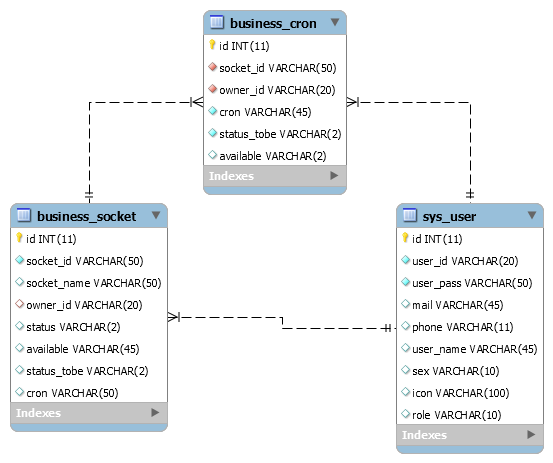 business_cron
id INT(11)
socket_id VARCHAR(50)
owner_id VARCHAR(20)
cron VARCHAR(45)
status_tobe VARCHAR(2)
available VARCHAR(2)
Indexes
business_socket
id INT(11)
socket_id VARCHAR(50)
socket_name VARCHAR(50)
owner_id VARCHAR(20)
status VARCHAR(2)
available VARCHAR(45)
status_tobe VARCHAR(2)
cron VARCHAR(50)
Indexes
sys_user
id INT(11)
user_id VARCHAR(20)
user_pass VARCHAR(50)
mail VARCHAR(45)
phone VARCHAR(11)
user_name VARCHAR(45)
sex VARCHAR(10)
icon VARCHAR(100)
role VARCHAR(10)
Indexes